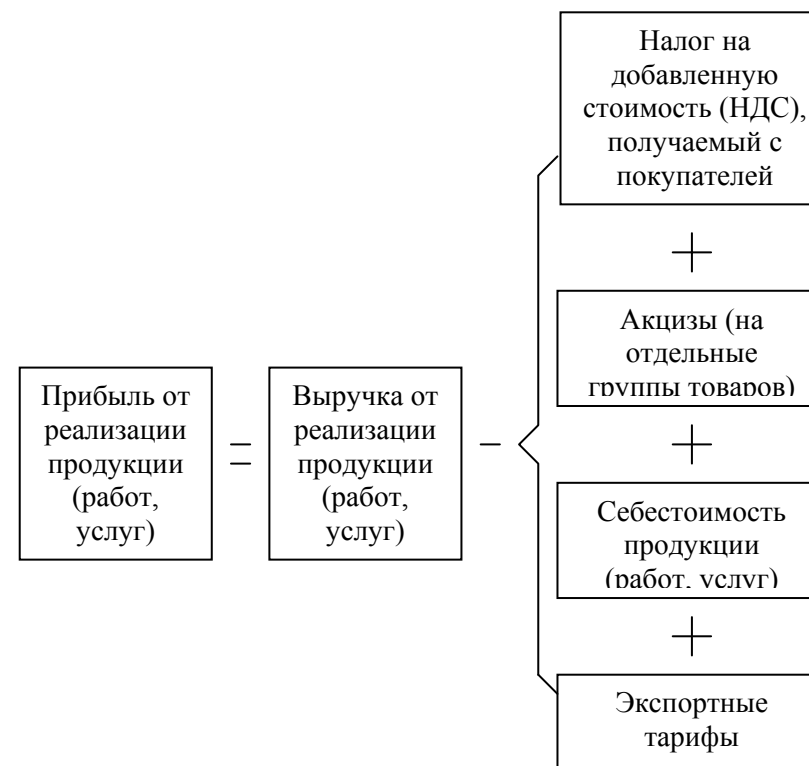 Налог на
добавленную
стоимость (НДС),
получаемый с
покупателей
+
Акцизы (на
отдельные
группы товаров)
+
Прибыль от
реализации
продукции
(работ,
услуг)
=
Выручка от
реализации
продукции
(работ,
услуг)
−
Себестоимость
продукции
(работ, услуг)
+
Экспортные
тарифы